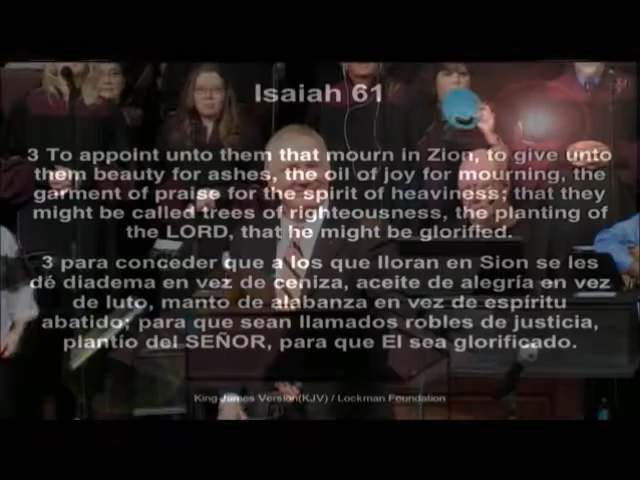 Isaiah 61
3 To appoint unto them that mourn in Zion, to give unto
them beauty for ashes, the oil of joy for mourning, the
garment of praise for the spirit of heaviness; that they
might be called trees of righteousness, the planting of
the LORD, that he might be glorified.
3 para conceder que a los que lloran en Sion se les
dé diadema en vez de ceniza, aceite de alegría en vez
de luto, manto de alabanza en vez de espíritu
abatido; para que sean llamados robles de justicia,
plantío del SEÑOR, para que El sea glorificado.
King James Version(KJV) / Lockman Foundation